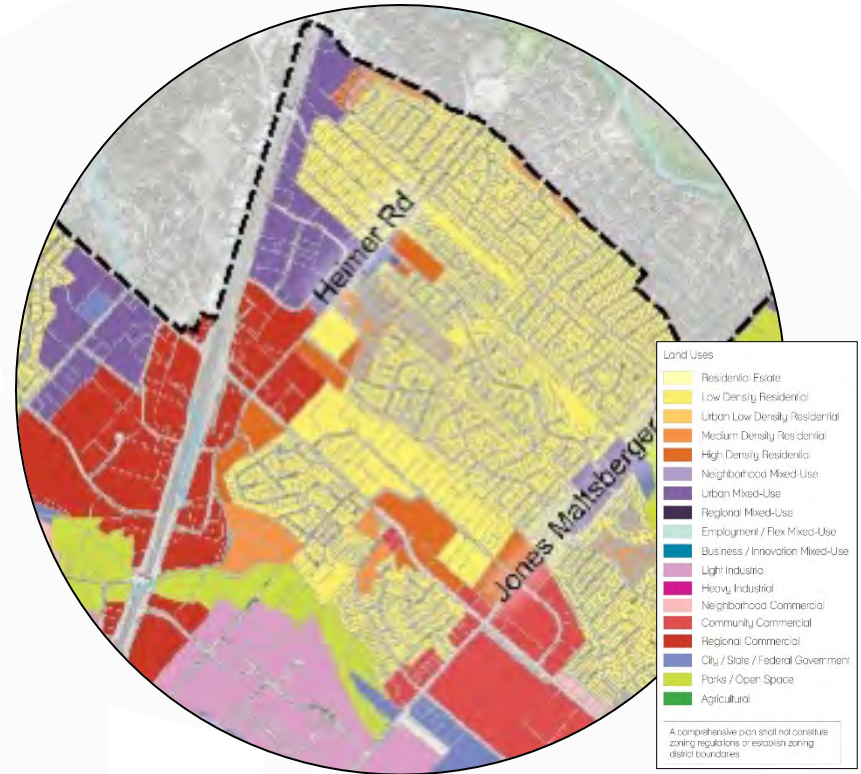 Heimer Rd
Jones Maltsberger
Land Uses
Residential Estate
Low Density Residential
Urban Low Density Residential
Medium Density Residential
High Density Residential
Neighborhood Mixed-Use
Urban Mixed-Use
Regional Mixed-Use
Employment / Flex Mixed-Use
Business / Innovation Mixed-Use
Light Industrial
Heavy Industrial
Neighborhood Commercial
Community Commercial
Regional Commercial
City / State / Federal Government
Parks / Open Space
Agricultural
A comprehensive plan shall not constitute
zoning regulations or establish zoning
district boundaries